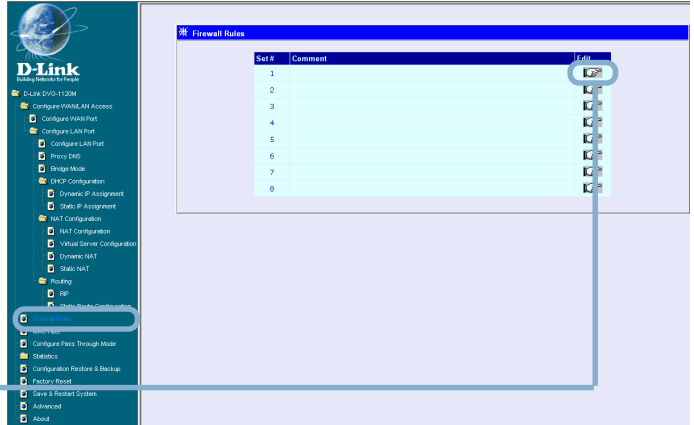 D-Link
Building Networks for People
D-Link DVG-1120M
Configure WAN/LAN Access
Configure WAN Port
Configure LAN Port
Configure LAN Port
Proxy DNS
Bridge Mode
DHCP Configuration
Dynamic IP Assignment
Static IP Assignment
NAT Configuration
NAT Configuration
Virtual Server Configuration
Dynamic NAT
Static NAT
Routing
RIP
Static Route Configuration
Firewall Rules
Configure Pass Through Mode
Statistics
Configuration Restore & Backup
Factory Reset
Save & Restart System
Advanced
About
Firewall Rules
Set # Comment Edit
1
2
3
4
5
6
7
8